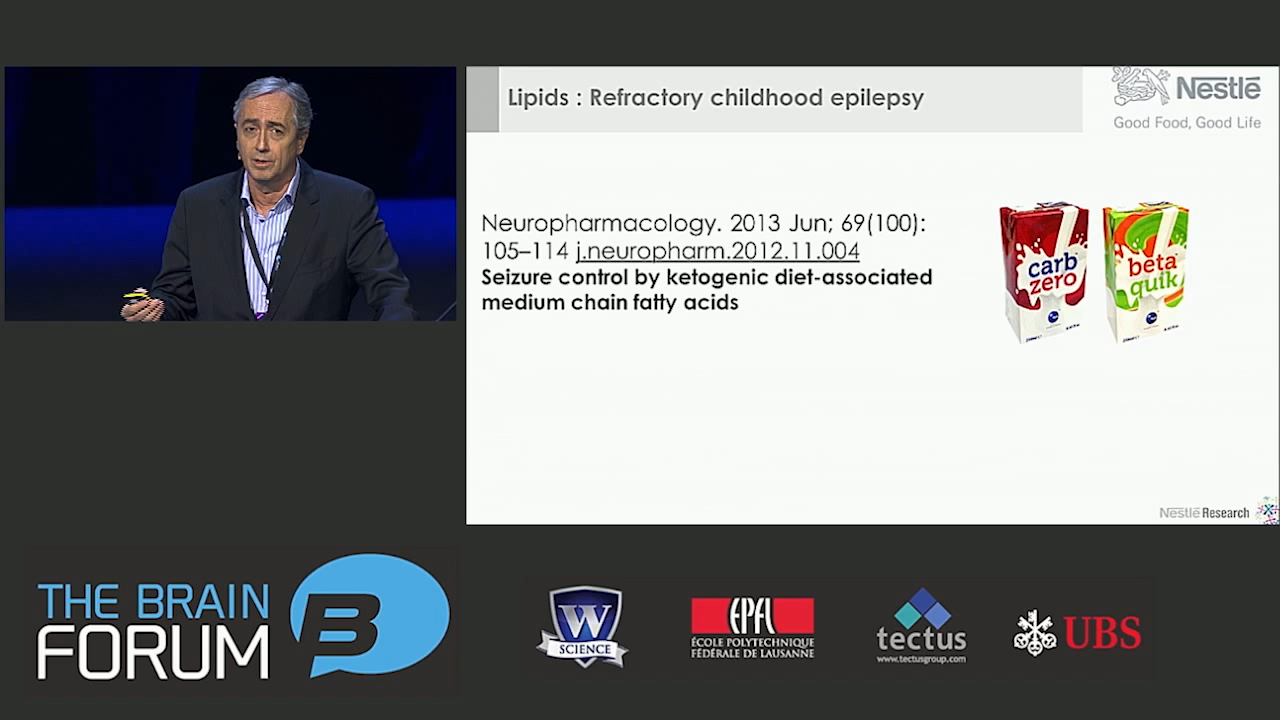 Lipids : Refractory childhood epilepsy
Nestlé
Good Food, Good Life
Neuropharmacology. 2013 Jun; 69(100):
105–114 j.neuropharm.2012.11.004
Seizure control by ketogenic diet-associated
medium chain fatty acids
carb
zero
beta
quik
Nestlé Research
THE BRAIN
FORUM
B
W
SCIENCE
EPFL
ÉCOLE POLYTECHNIQUE
FÉDÉRALE DE LAUSANNE
tectus
www.tectusgroup.com
UBS